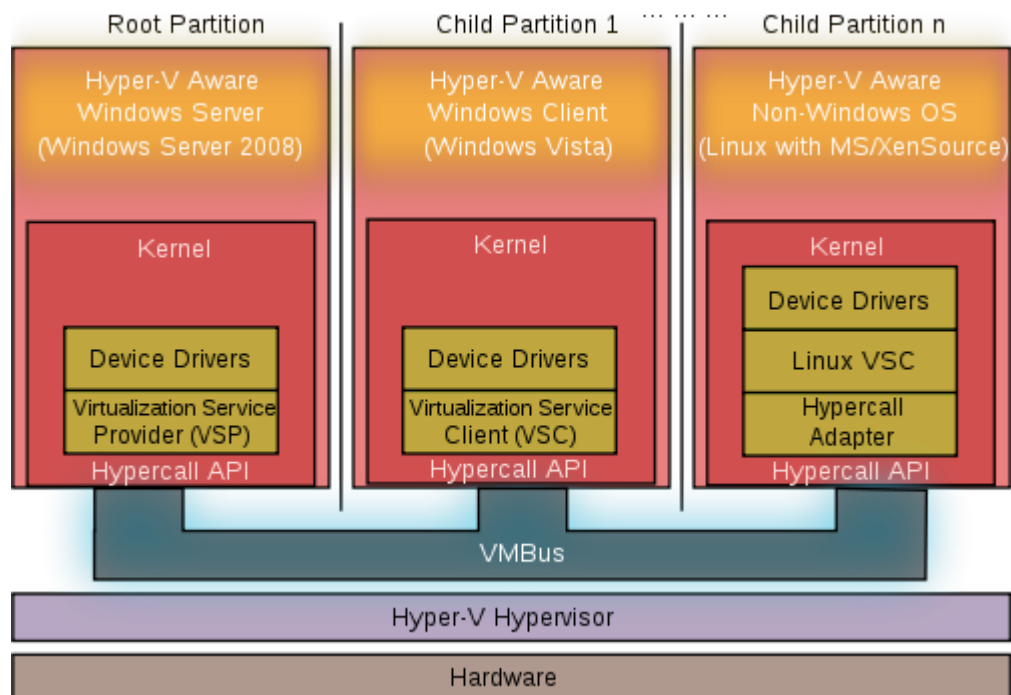 Root Partition
Child Partition 1
... ... ...
Child Partition n
Hyper-V Aware
Windows Server
(Windows Server 2008)
Kernel
Device Drivers
Virtualization Service
Provider (VSP)
Hypercall API
Hyper-V Aware
Windows Client
(Windows Vista)
Kernel
Device Drivers
Virtualization Service
Client (VSC)
Hypercall API
Hyper-V Aware
Non-Windows OS
(Linux with MS/XenSource)
Kernel
Device Drivers
Linux VSC
Hypercall
Adapter
Hypercall API
VMBus
Hyper-V Hypervisor
Hardware